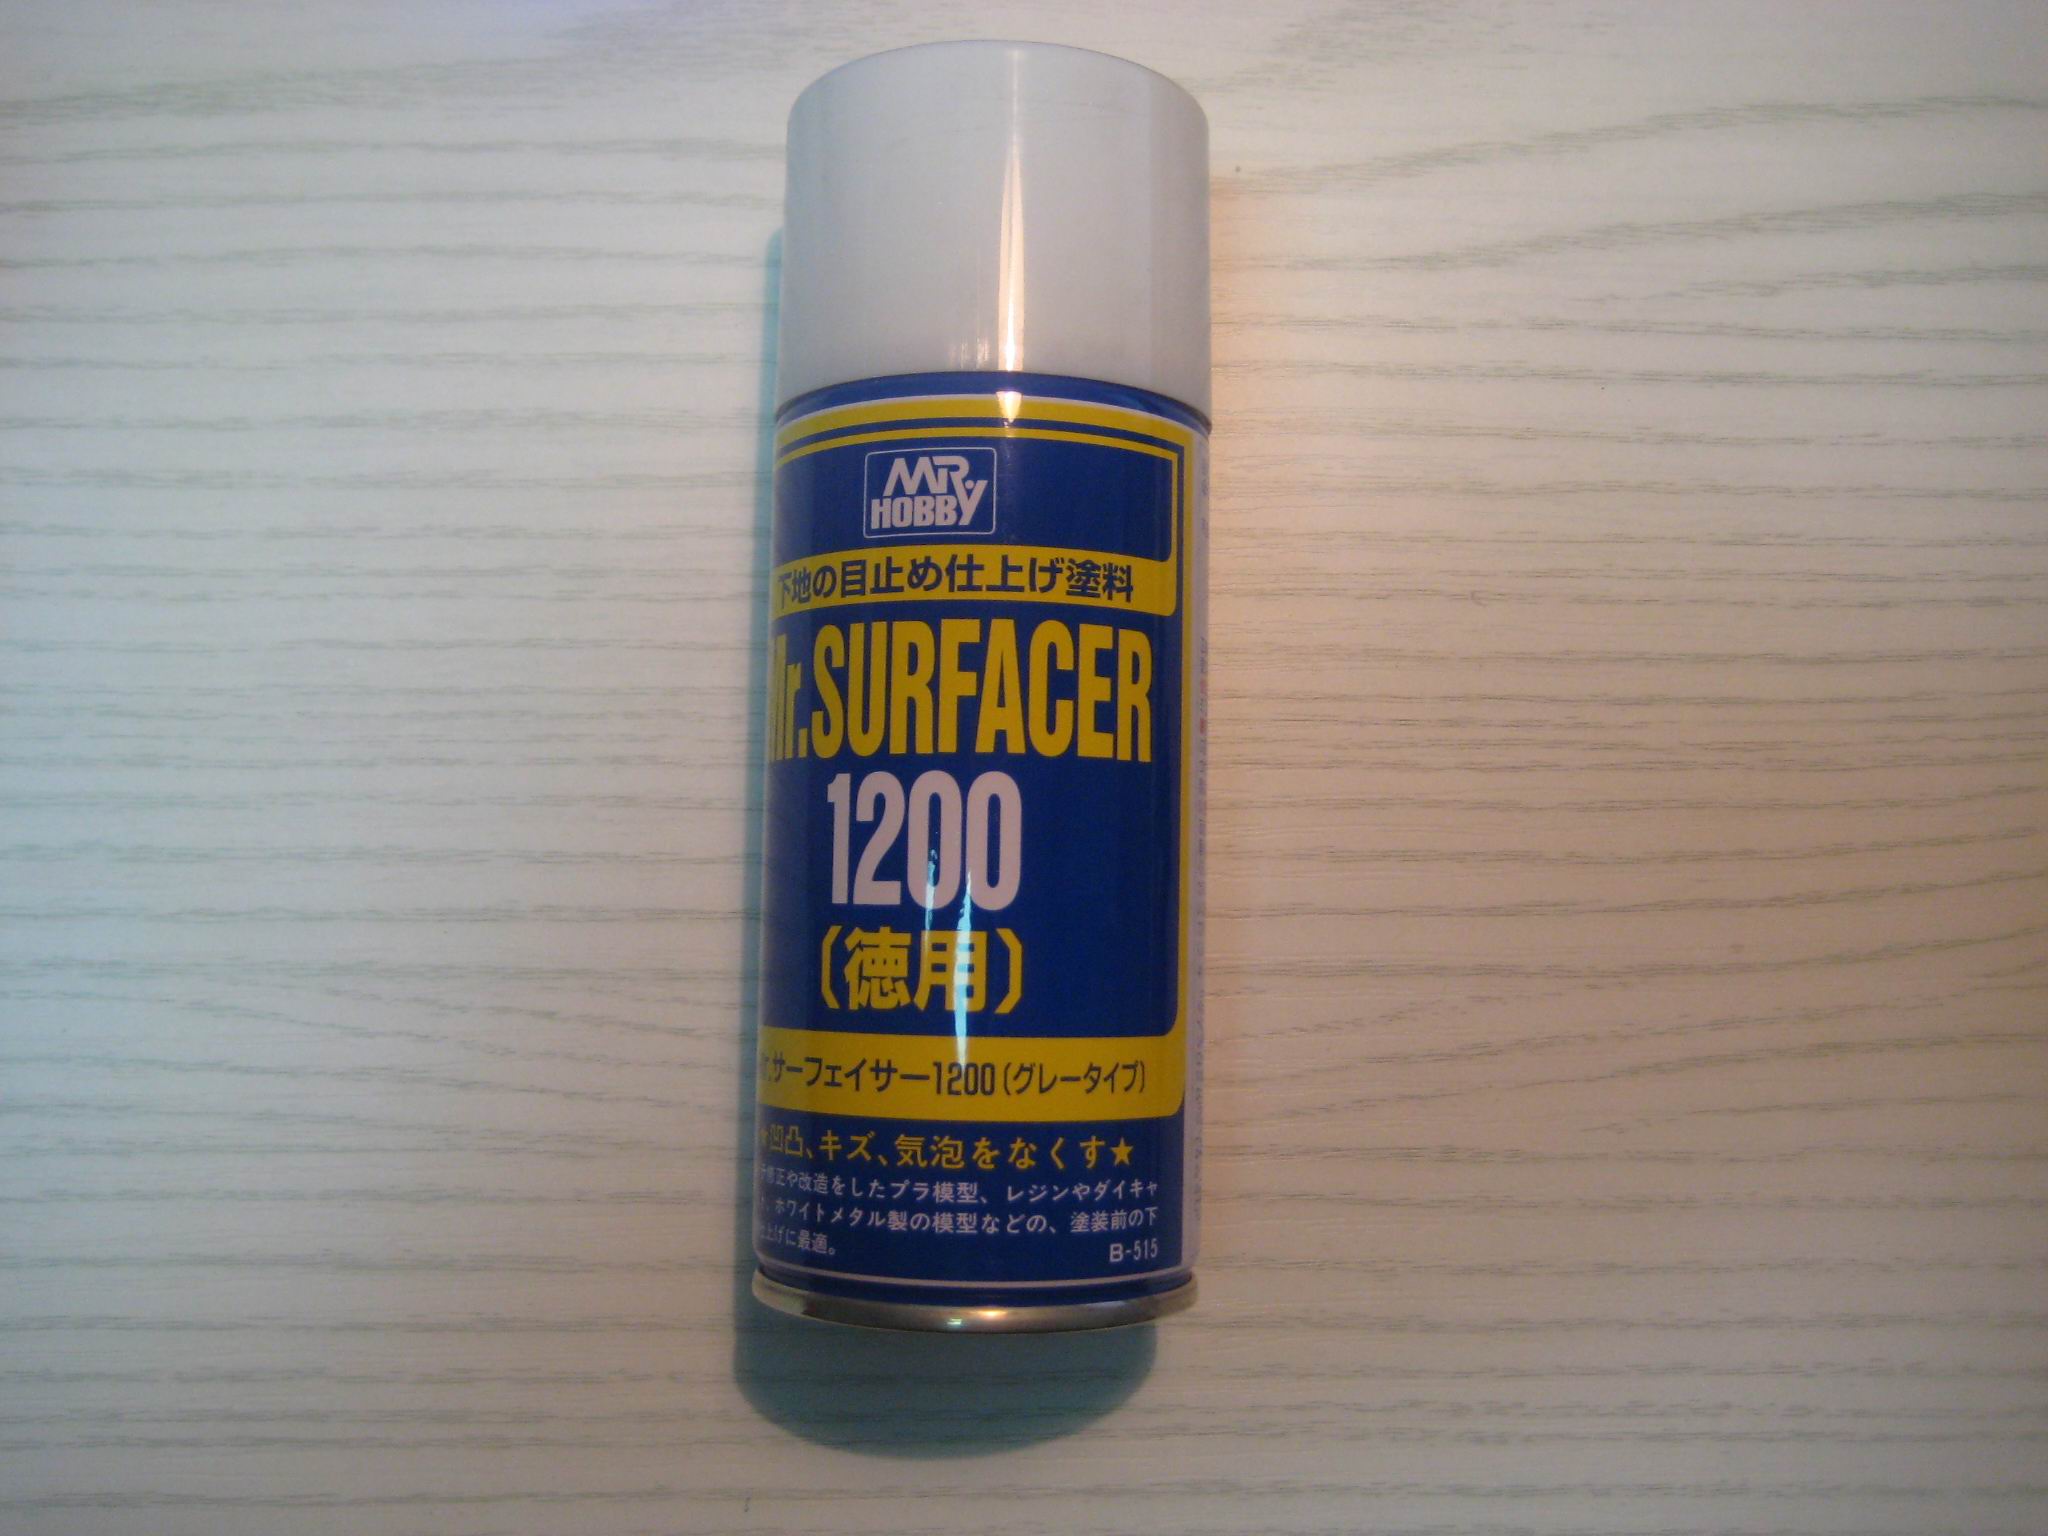 MR
HOBBY
下地の目止め仕上げ塗料
Mr.SURFACER
1200
〔徳用〕
Mr.サーフェイサー1200(グレータイプ)
★凹凸、キズ、気泡をなくす★
修正や改造をしたプラ模型、レジンやダイキャ
ホワイトメタル製の模型などの、塗装前の下
上げに最適。
B-515